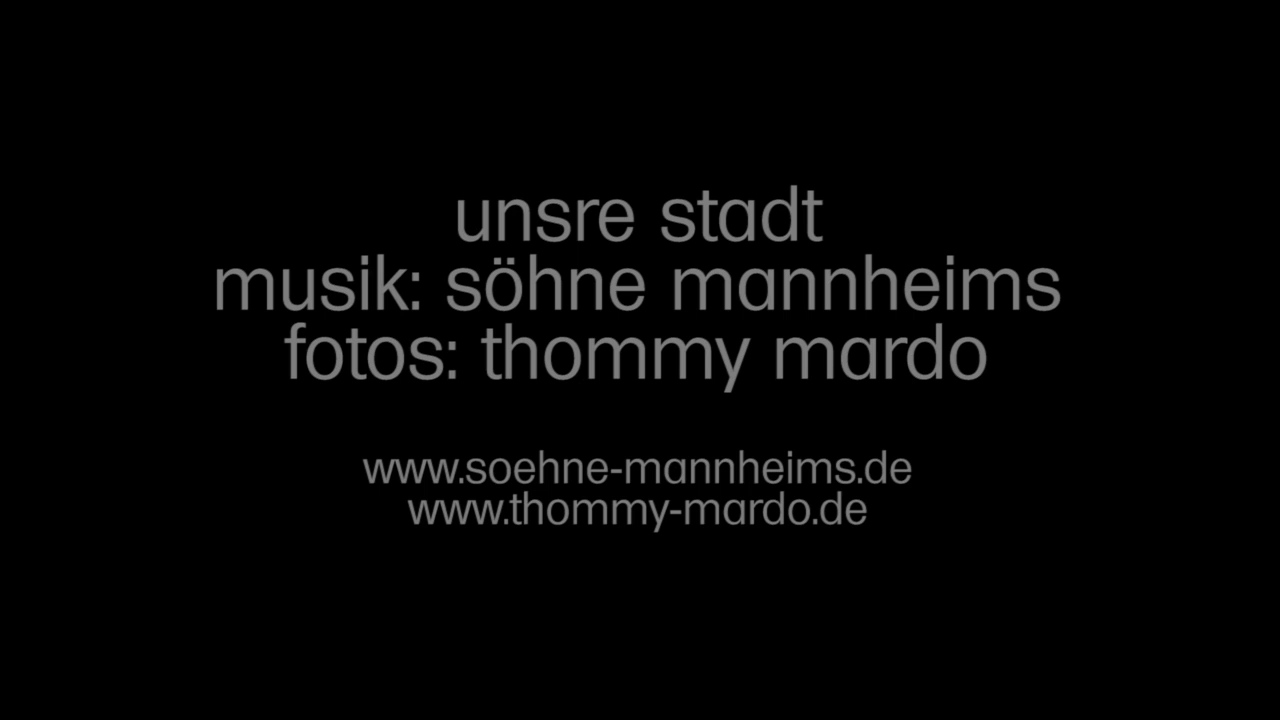 unsre stadt
musik: söhne mannheims
fotos: thommy mardo
www.soehne-mannheims.de
www.thommy-mardo.de